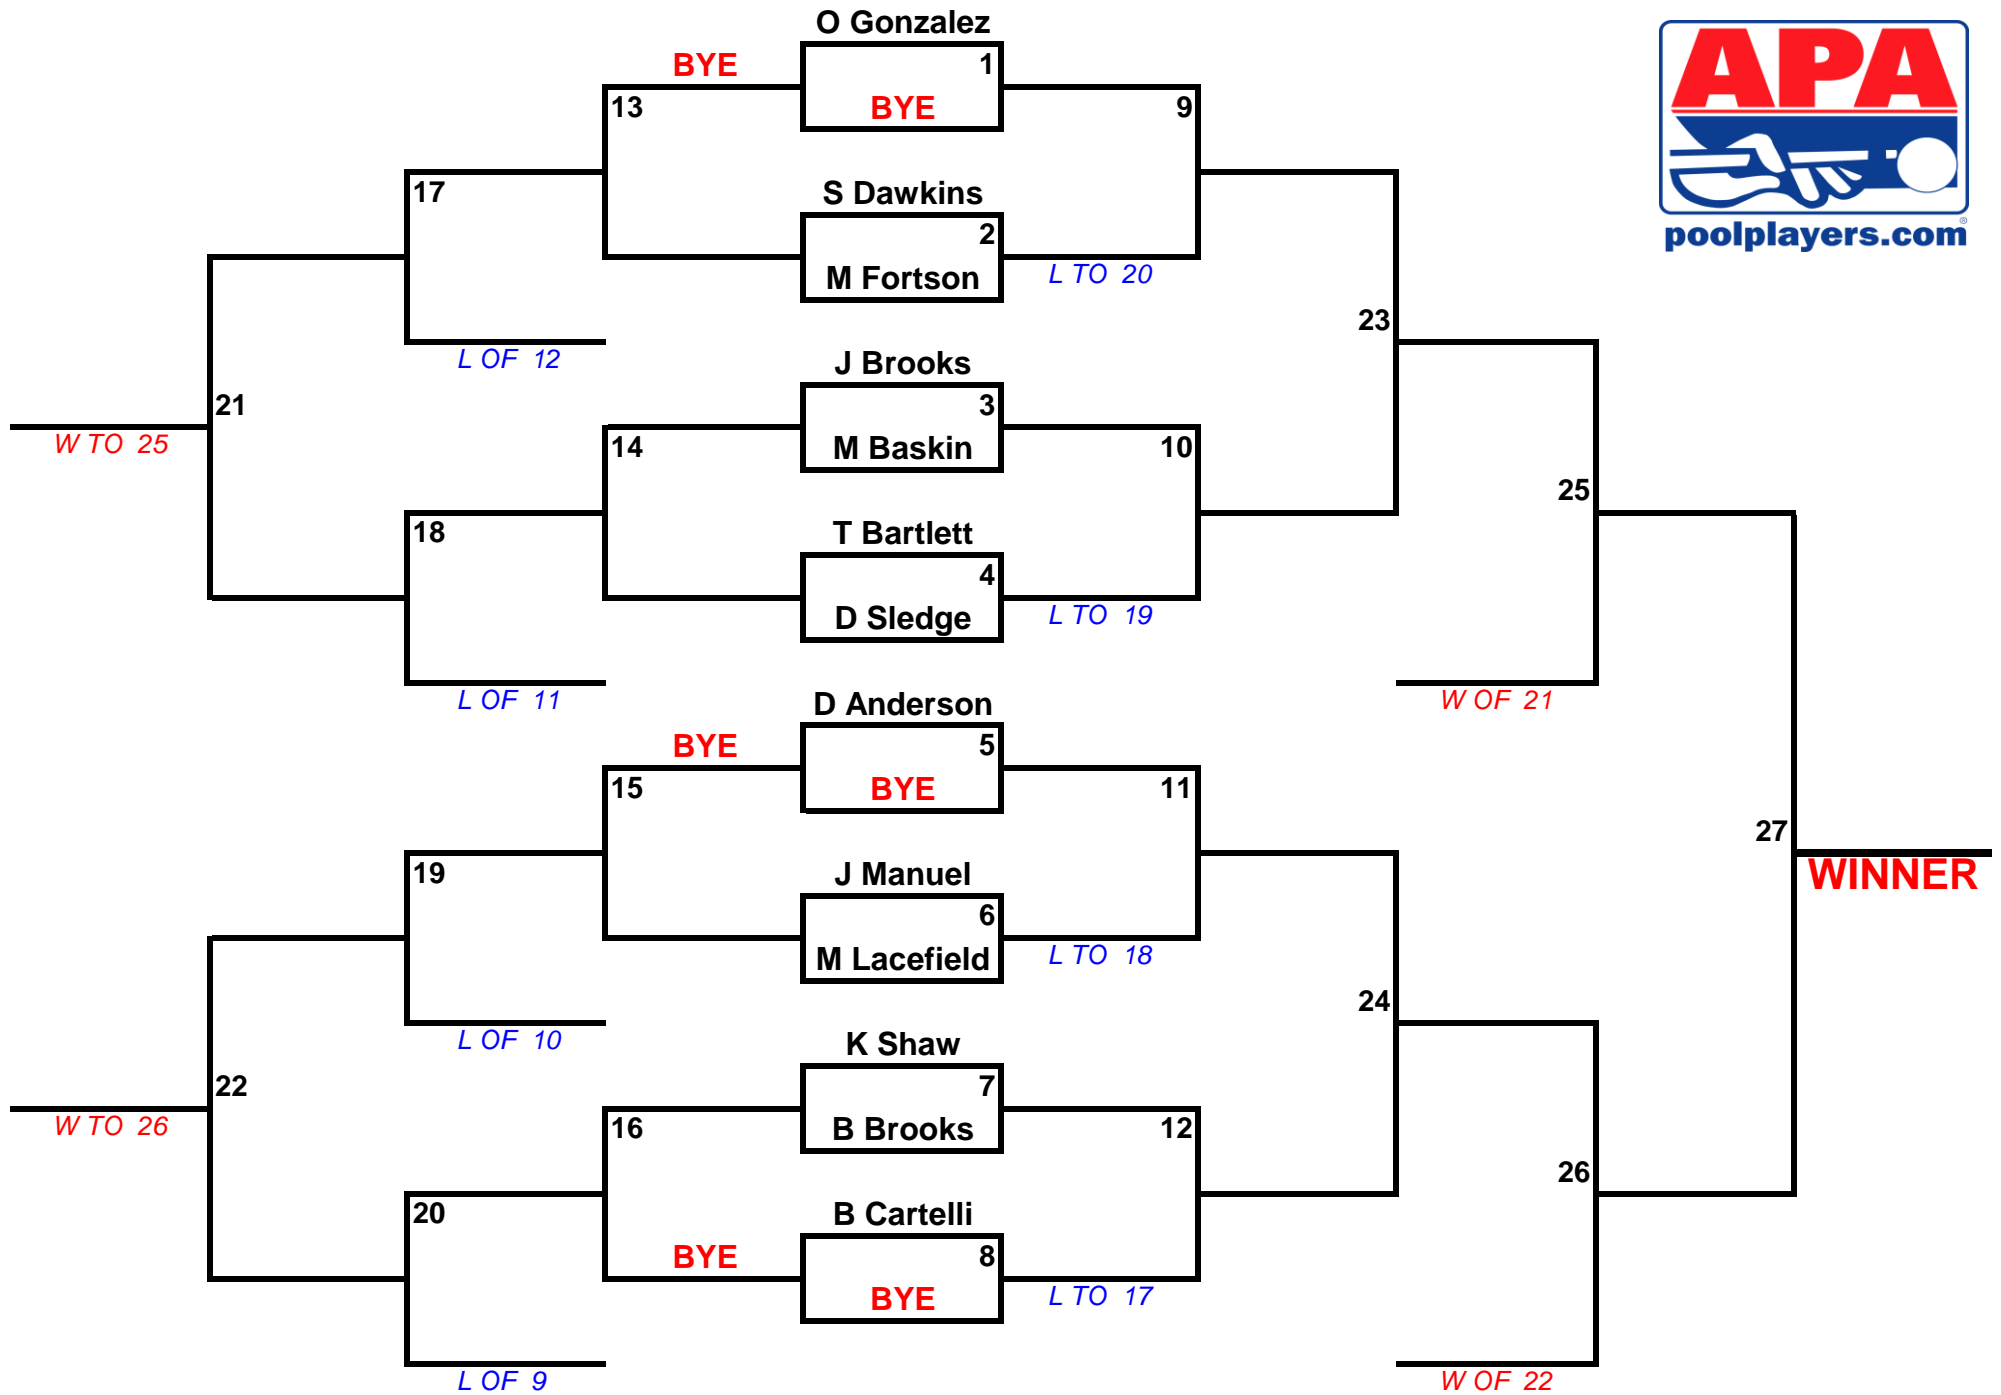 O Gonzalez
BYE
1
APA
13
BYE
9
17
S Dawkins
2
M Fortson
L TO 20
poolplayers.com®
23
L OF 12
J Brooks
21
3
W TO 25
14
M Baskin
10
25
18
T Bartlett
4
D Sledge
L TO 19
L OF 11
D Anderson
W OF 21
BYE
5
15
BYE
11
27
19
J Manuel
WINNER
6
M Lacefield
L TO 18
24
L OF 10
K Shaw
22
7
W TO 26
16
B Brooks
12
26
20
B Cartelli
BYE
8
BYE
L TO 17
L OF 9
W OF 22